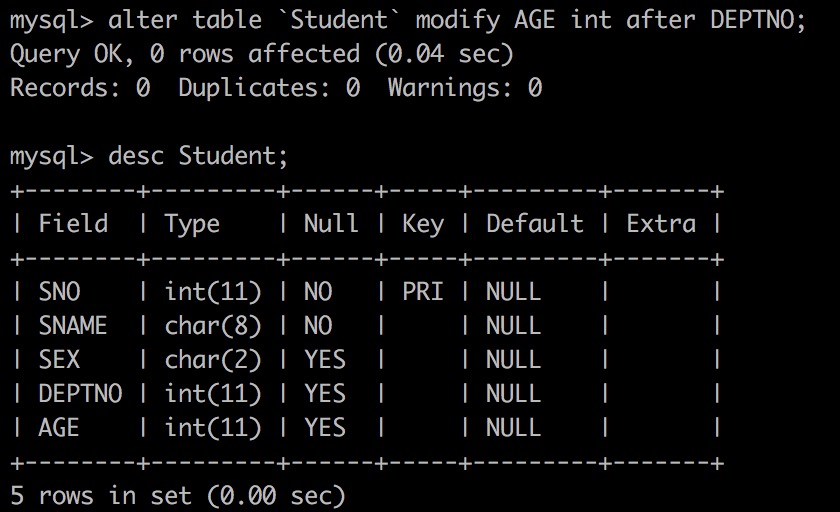 mysql> alter table `Student` modify AGE int after DEPTNO;
Query OK, 0 rows affected (0.04 sec)
Records: 0  Duplicates: 0  Warnings: 0

mysql> desc Student;
+--------+---------+------+-----+---------+-------+
| Field  | Type    | Null | Key | Default | Extra |
+--------+---------+------+-----+---------+-------+
| SNO    | int(11) | NO   | PRI | NULL    |       |
| SNAME  | char(8) | NO   |     | NULL    |       |
| SEX    | char(2) | YES  |     | NULL    |       |
| DEPTNO | int(11) | YES  |     | NULL    |       |
| AGE    | int(11) | YES  |     | NULL    |       |
+--------+---------+------+-----+---------+-------+
5 rows in set (0.00 sec)